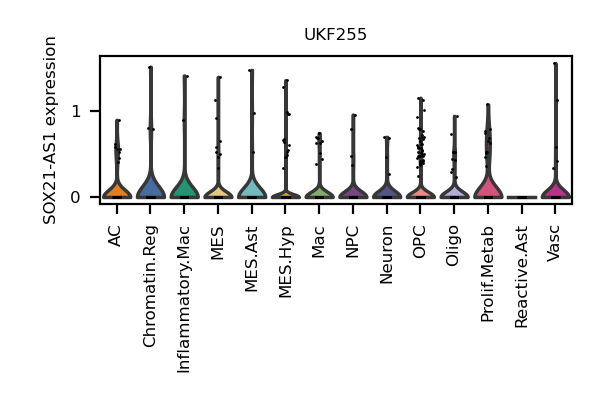 UKF255
SOX21-AS1 expression
1
0
AC
Chromatin.Reg
Inflammatory.Mac
MES
MES.Ast
MES.Hyp
Mac
NPC
Neuron
OPC
Oligo
Prolif.Metab
Reactive.Ast
Vasc